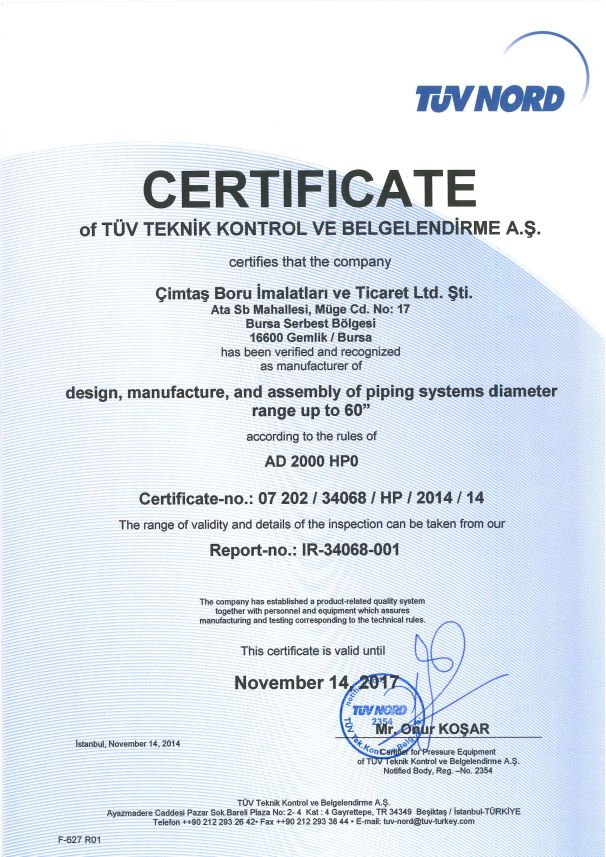 TÜV NORD
CERTIFICATE
of TÜV TEKNİK KONTROL VE BELGELENDİRME A.Ş.
certifies that the company
Çimtaş Boru İmalatları ve Ticaret Ltd. Şti.
Ata Sb Mahallesi, Müge Cd. No: 17
Bursa Serbest Bölgesi
16600 Gemlik / Bursa
has been verified and recognized
as manufacturer of
design, manufacture, and assembly of piping systems diameter
range up to 60”
according to the rules of
AD 2000 HP0
Certificate-no.: 07 202 / 34068 / HP / 2014 / 14
The range of validity and details of the inspection can be taken from our
Report-no.: IR-34068-001
The company has established a product-related quality system
together with personnel and equipment which assures
manufacturing and testing corresponding to the technical rules.
This certificate is valid until
November 14, 2017
TÜV NORD
2354
TÜV Tek.Kont. Belg.
Mr. Onur KOŞAR
İstanbul, November 14, 2014
Certifier for Pressure Equipment
of TÜV Teknik Kontrol ve Belgelendirme A.Ş.
Notified Body, Reg. –No. 2354
TÜV Teknik Kontrol ve Belgelendirme A.Ş.
Ayazmadere Caddesi Pazar Sok.Bareli Plaza No: 2- 4 Kat : 4 Gayrettepe, TR 34349 Beşiktaş / İstanbul-TÜRKİYE
Telefon ++90 212 293 26 42• Fax ++90 212 293 38 44 • E-mail: tuv-nord@tuv-turkey.com
F-627 R01